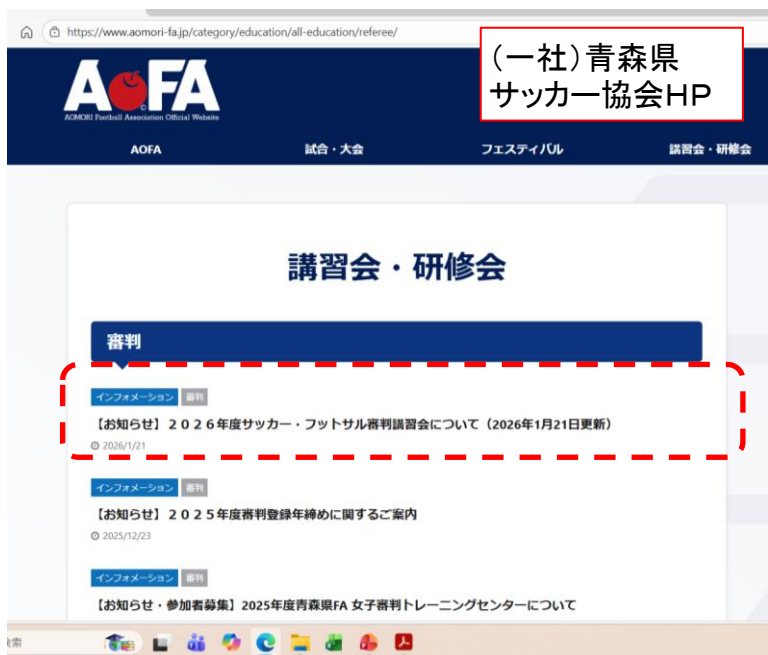 https://www.aomori-fa.jp/category/education/all-education/referee/
(一社)青森県
サッカー協会HP
AOFA
AOMORI Football Association Official Website
AOFA
試合・大会
フェスティバル
講習会・研修会
講習会・研修会
審判
インフォメーション 審判
【お知らせ】２０２６年度サッカー・フットサル審判講習会について（2026年1月21日更新）
2026/1/21
インフォメーション 審判
【お知らせ】２０２５年度審判登録年締めに関するご案内
2025/12/23
インフォメーション 審判
【お知らせ・参加者募集】2025年度青森県FA 女子審判トレーニングセンターについて
検索